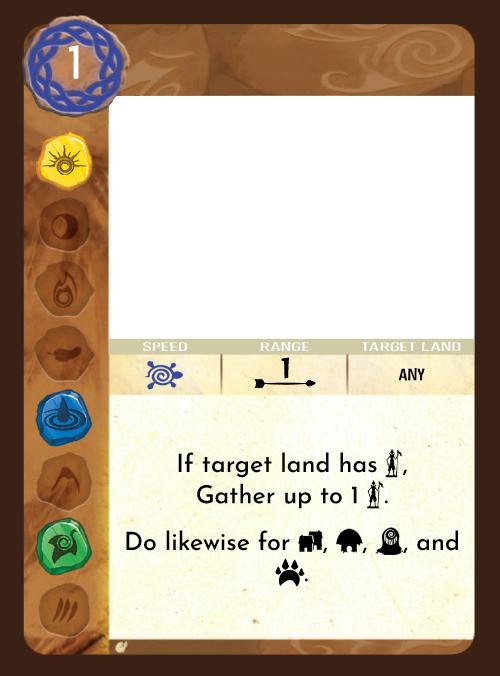 1
SPEED RANGE TARGET LAND
1 ANY
If target land has ,
Gather up to 1 .
Do likewise for , , , and
.